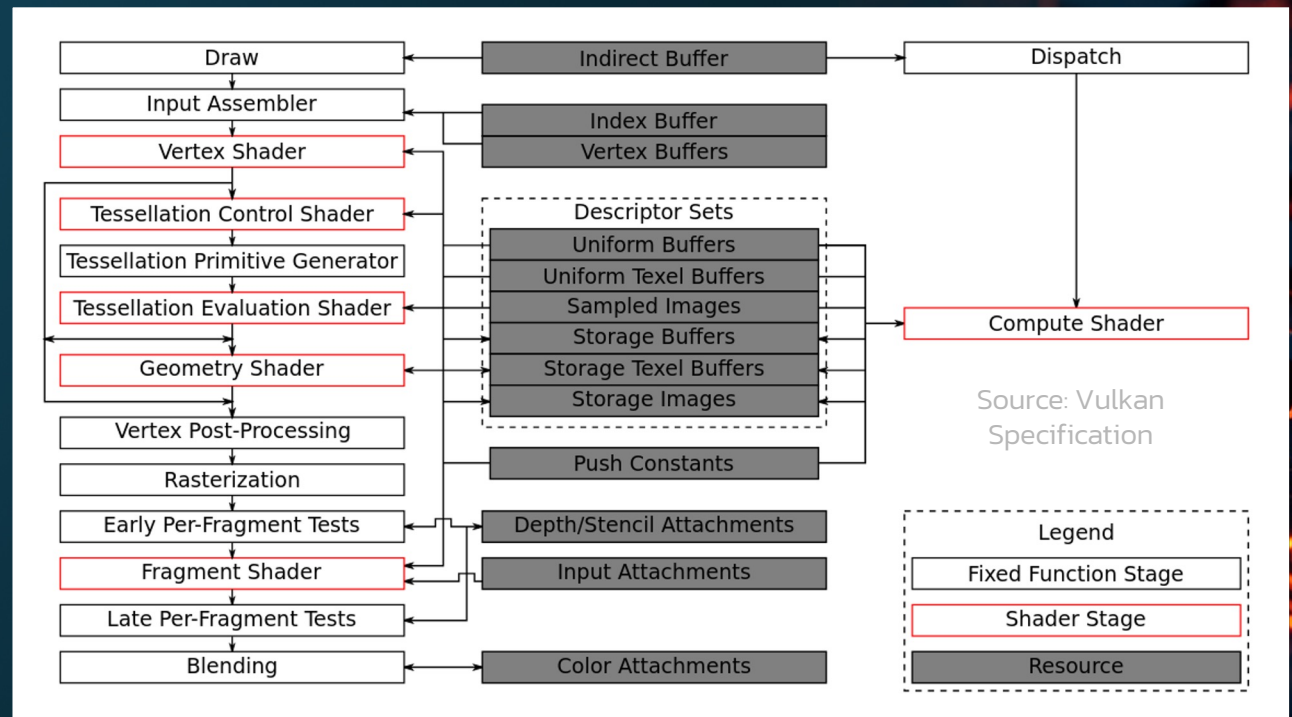 Draw
Indirect Buffer
Dispatch
Input Assembler
Index Buffer
Vertex Shader
Vertex Buffers
Tessellation Control Shader
Descriptor Sets
Uniform Buffers
Tessellation Primitive Generator
Uniform Texel Buffers
Tessellation Evaluation Shader
Sampled Images
Compute Shader
Storage Buffers
Geometry Shader
Storage Texel Buffers
Storage Images
Source: Vulkan
Specification
Vertex Post-Processing
Push Constants
Rasterization
Early Per-Fragment Tests
Depth/Stencil Attachments
Fragment Shader
Input Attachments
Late Per-Fragment Tests
Blending
Color Attachments
Legend
Fixed Function Stage
Shader Stage
Resource